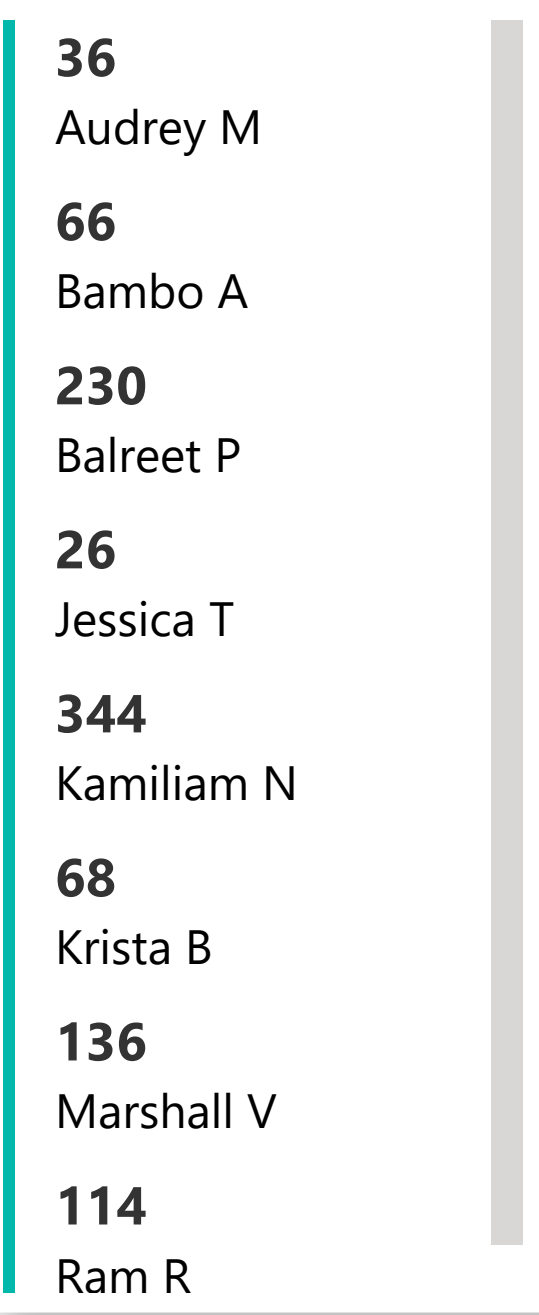 36
Audrey M
66
Bambo A
230
Balreet P
26
Jessica T
344
Kamiliam N
68
Krista B
136
Marshall V
114
Ram R